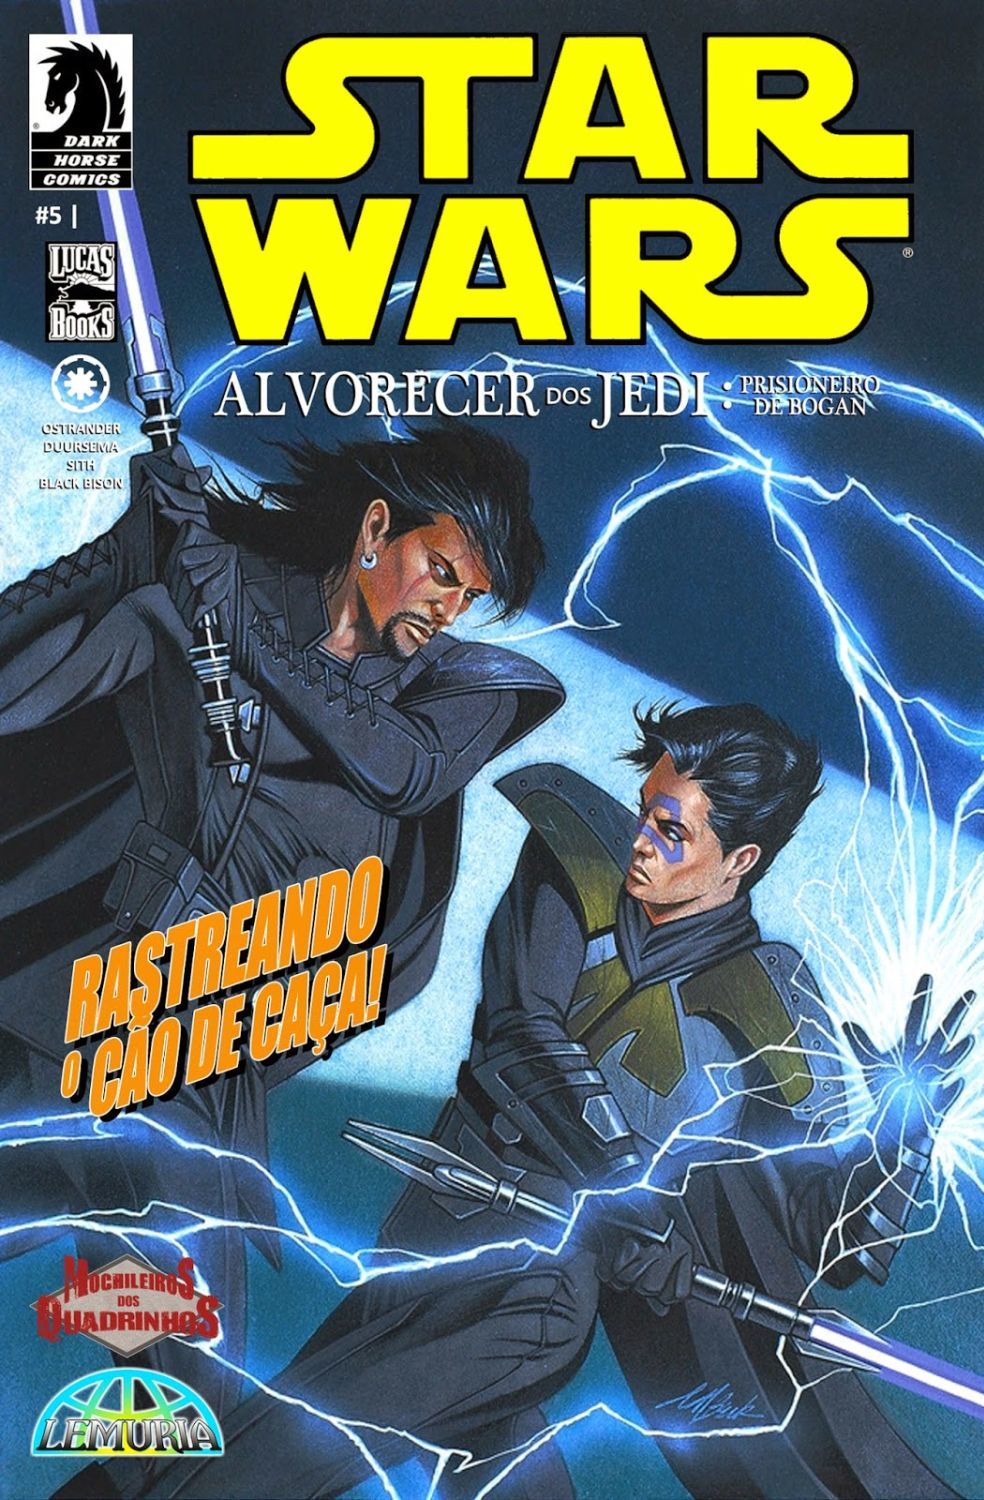 STAR
WARS®
DARK
HORSE
COMICS®
#5 |
LUCAS
BOOKS
ALVORECER DOS JEDI : PRISIONEIRO
DE BOGAN
OSTRANDER
DUURSEMA
SITH
BLACK BISON
RASTREANDO
O CÃO DE CAÇA!
MOCHILEIROS
DOS
QUADRINHOS
LEMURIA